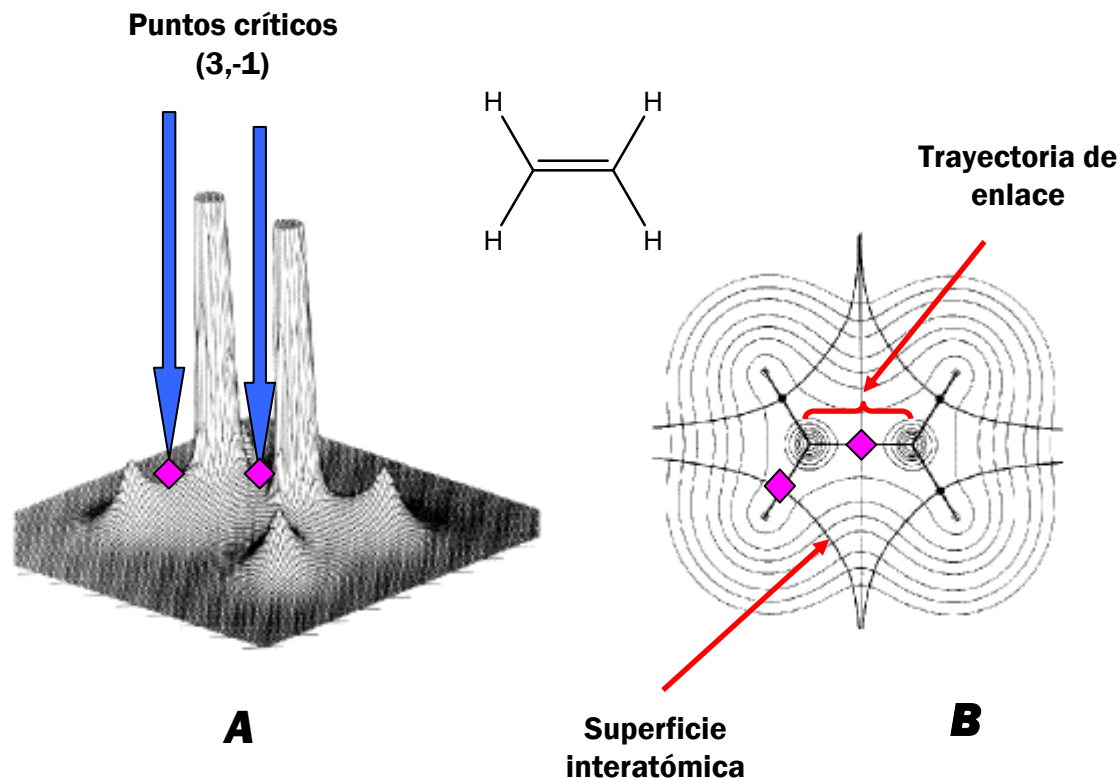 Puntos críticos
(3,-1)
H H
H H
Trayectoria de
enlace
A
Superficie
interatómica
B